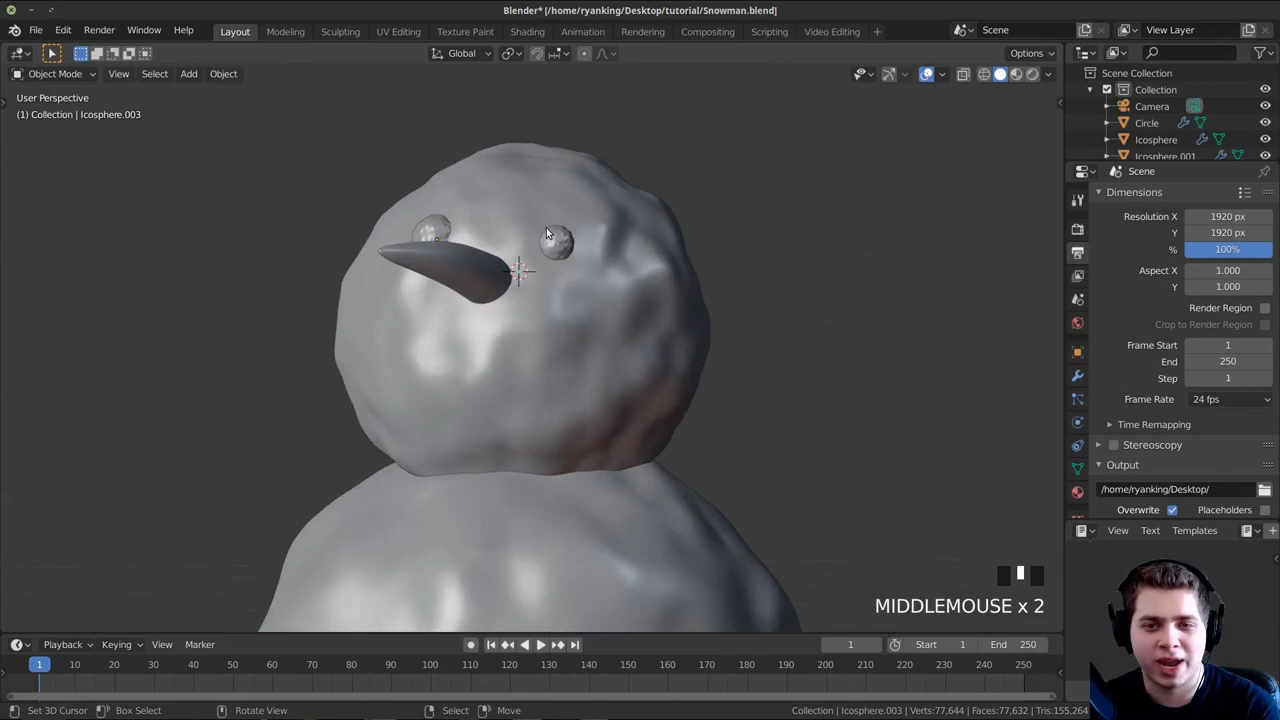 Blender* [/home/ryanking/Desktop/tutorial/Snowman.blend]
File Edit Render Window Help Layout Modeling Sculpting UV Editing Texture Paint Shading Animation Rendering Compositing Scripting Video Editing + Scene View Layer
Global Options
Object Mode View Select Add Object
User Perspective
(1) Collection | Icosphere.003
Scene Collection
Collection
Camera
Circle
Icosphere
Icosphere.001
Scene
Dimensions
Resolution X 1920 px
Y 1920 px
% 100%
Aspect X 1.000
Y 1.000
Render Region
Crop to Render Region
Frame Start 1
End 250
Step 1
Frame Rate 24 fps
Time Remapping
Stereoscopy
Output
/home/ryanking/Desktop/
Overwrite Placeholders
View Text Templates
MIDDLEMOUSE x 2
Playback Keying View Marker 1 Start 1 End 250
1 10 20 30 40 50 60 70 80 90 100 110 120 130 140 150 160 170 180 190 200 210 220 230 240 250
Set 3D Cursor Box Select Rotate View Select Move Collection | Icosphere.003 | Verts:77,644 | Faces:77,632 | Tris:155,264